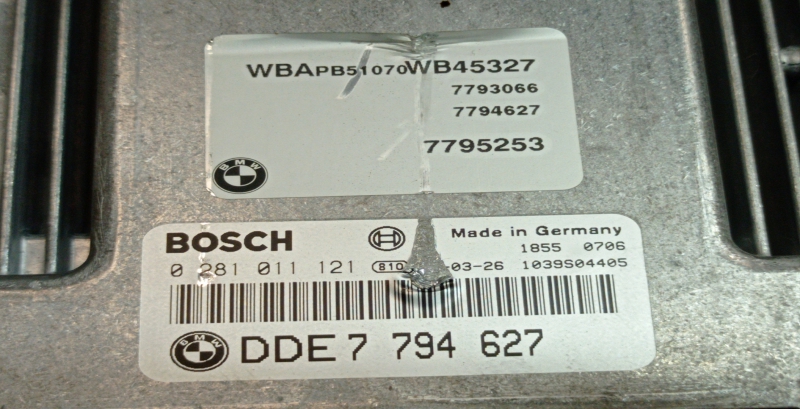 WBAPB51070WB45327
7793066
7794627
7795253
BMW
BOSCH
Made in Germany
1855 0706
0 281 011 121 03-26 1039S04405
BMW DDE 7 794 627